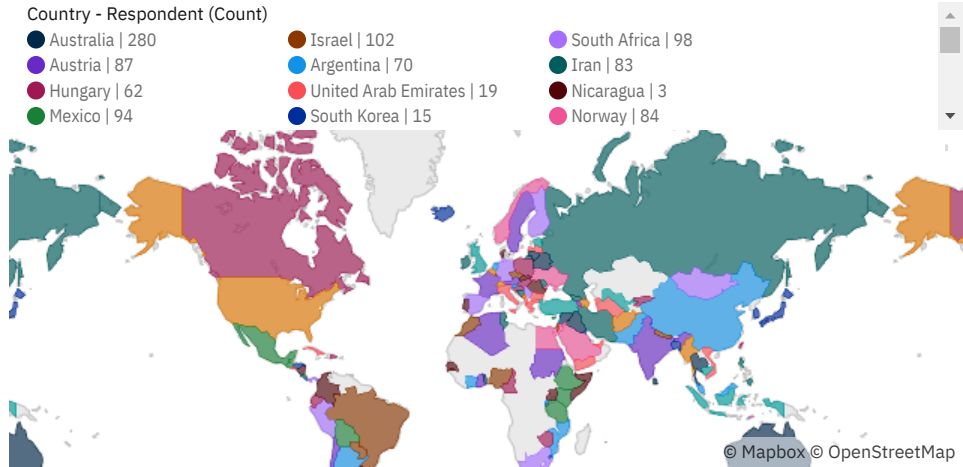 Country - Respondent (Count)
Australia | 280
Israel | 102
South Africa | 98
Austria | 87
Argentina | 70
Iran | 83
Hungary | 62
United Arab Emirates | 19
Nicaragua | 3
Mexico | 94
South Korea | 15
Norway | 84
© Mapbox © OpenStreetMap